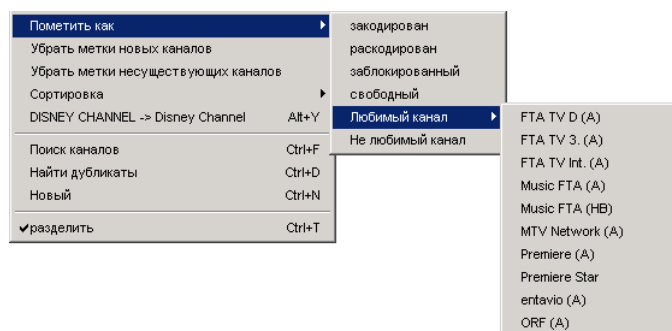 Пометить как
Убрать метки новых каналов
Убрать метки несуществующих каналов
Сортировка
DISNEY CHANNEL -> Disney Channel Alt+Y
Поиск каналов Ctrl+F
Найти дубликаты Ctrl+D
Новый Ctrl+N
разделить Ctrl+T
закодирован
раскодирован
заблокированный
свободный
Любимый канал
Не любимый канал
FTA TV D (A)
FTA TV 3. (A)
FTA TV Int. (A)
Music FTA (A)
Music FTA (HB)
MTV Network (A)
Premiere (A)
Premiere Star
entavio (A)
ORF (A)